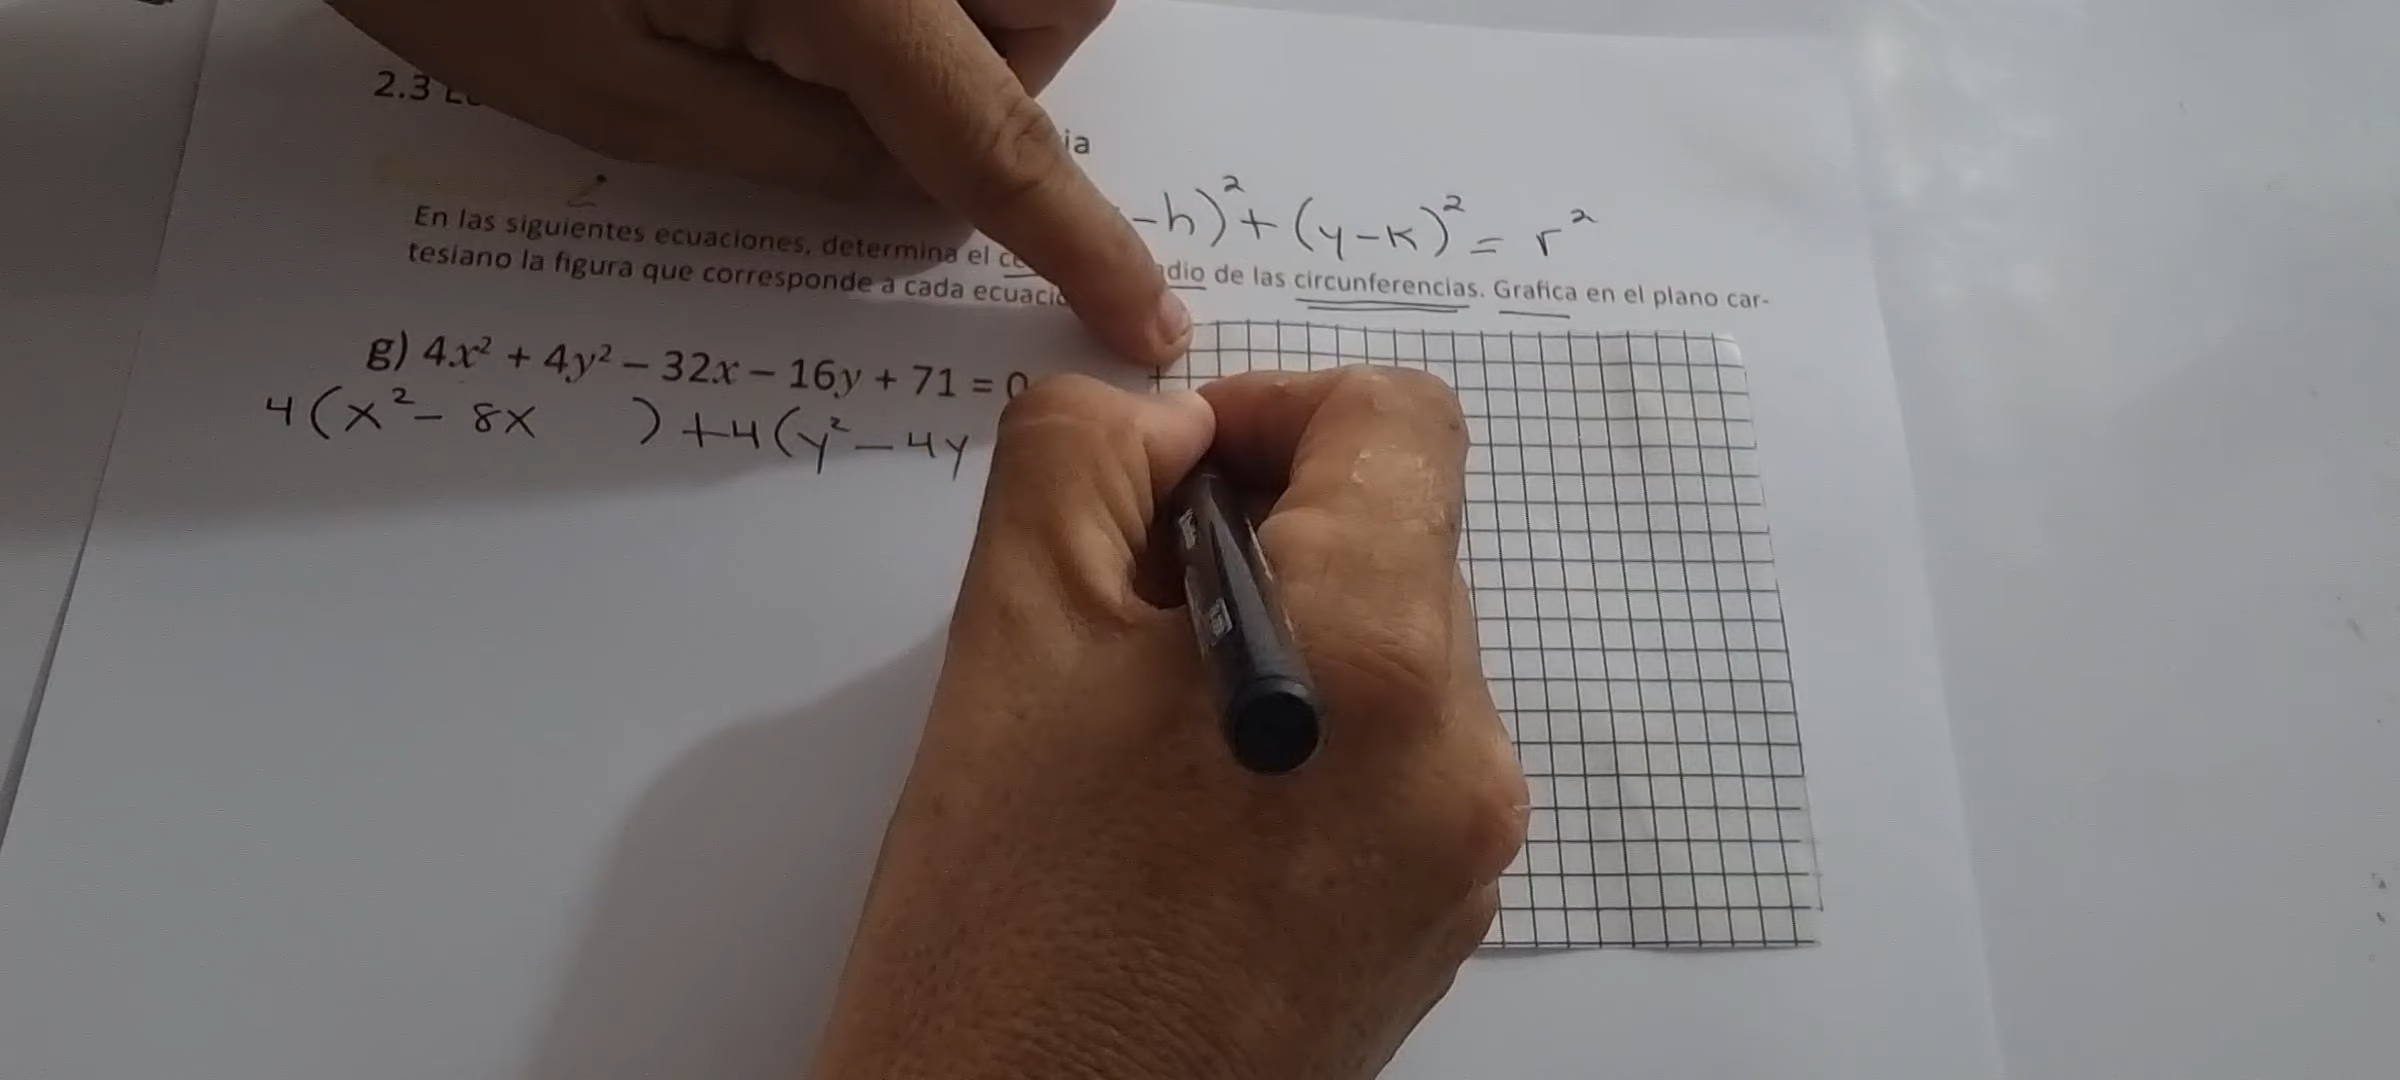 2.3
ia
-h)² + (y-k)² = r²
En las siguientes ecuaciones, determina el dio de las circunferencias. Grafica en el plano car-
tesiano la figura que corresponde a cada ecuaci
g) 4x² + 4y² – 32x – 16y + 71 = 0
4(x² - 8x ) + 4(y² - 4y